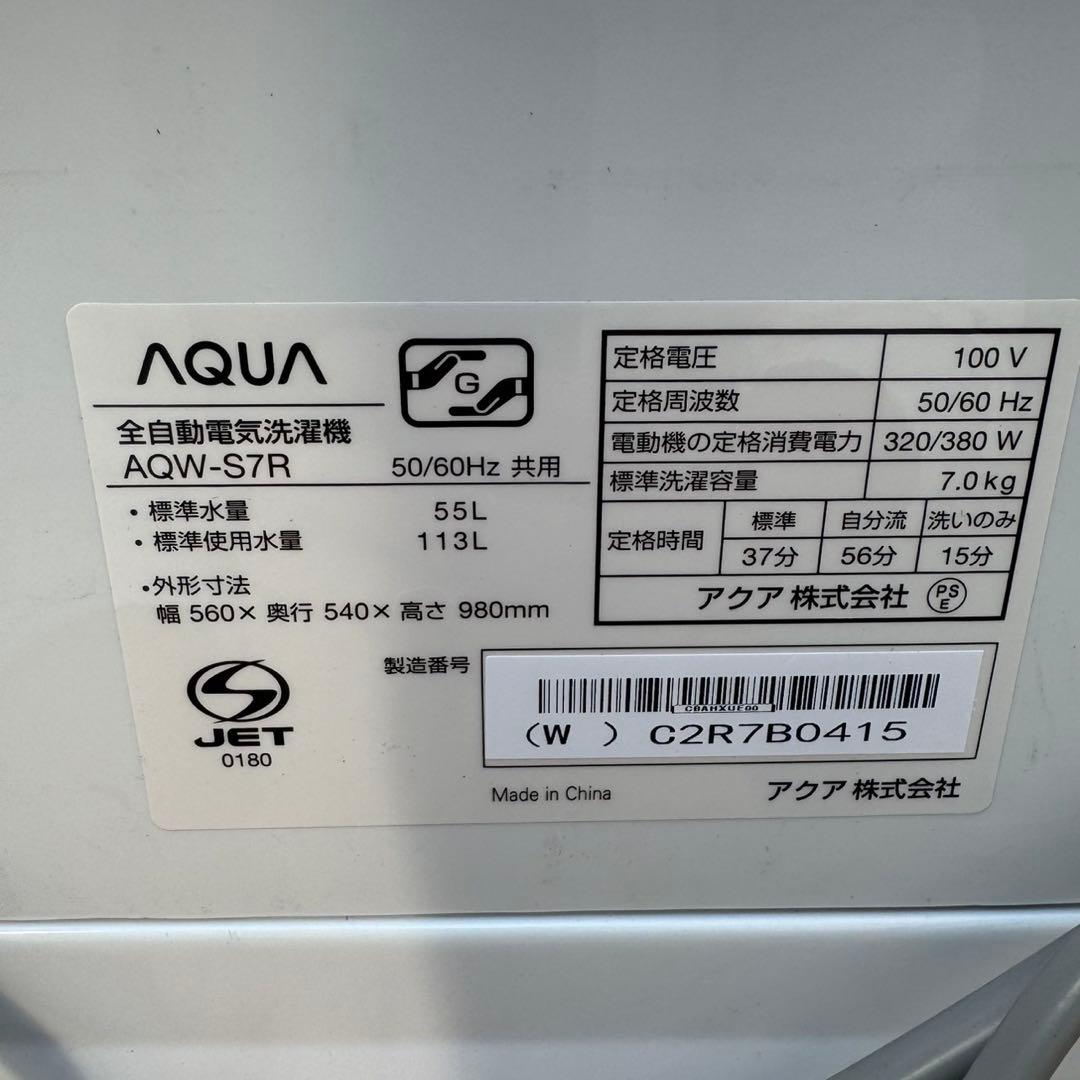 AQUA
G
全自動電気洗濯機
AQW-S7R 50/60Hz 共用
・標準水量 55L
・標準使用水量 113L
・外形寸法
幅 560× 奥行 540× 高さ 980mm
定格電圧 100 V
定格周波数 50/60 Hz
電動機の定格消費電力 320/380 W
標準洗濯容量 7.0kg
定格時間 標準 自分流 洗いのみ
37分 56分 15分
アクア 株式会社 PSE
JET
0180
製造番号
(W ) C2R7B0415
Made in China アクア 株式会社